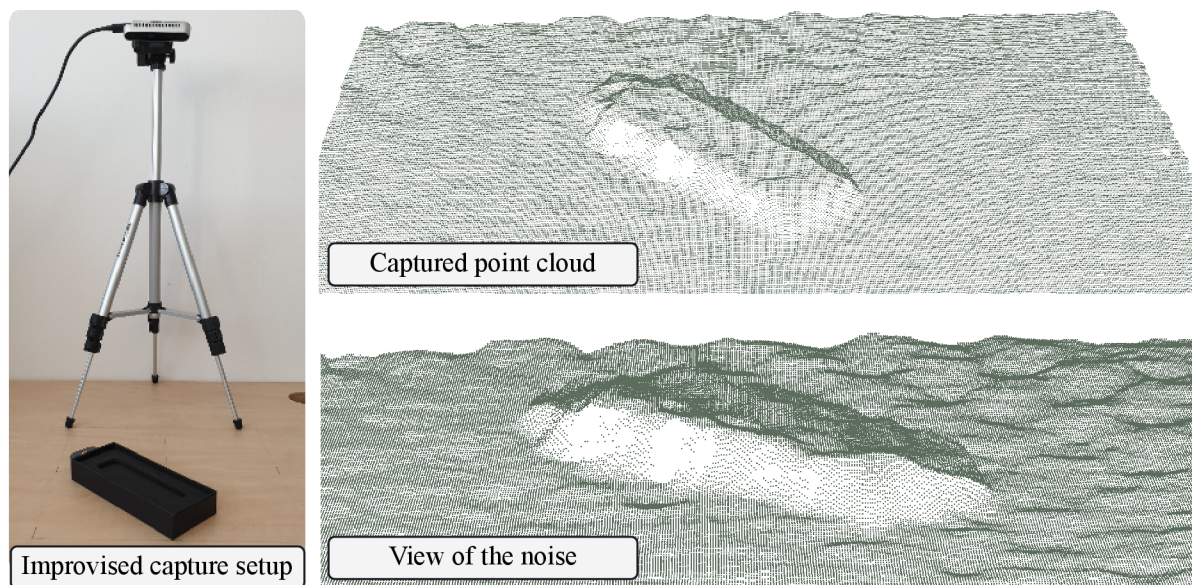 Captured point cloud
View of the noise
Improvised capture setup